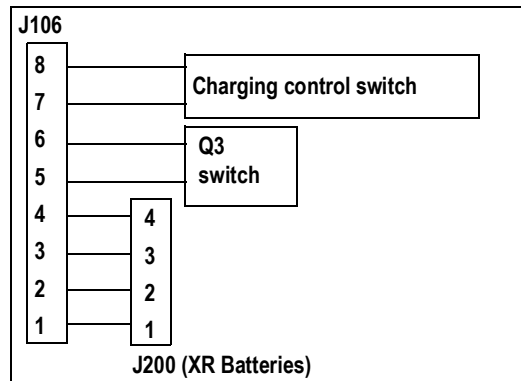 J106
8
Charging control switch
7
6
Q3
switch
5
4
4
3
3
2
2
1
1
J200 (XR Batteries)